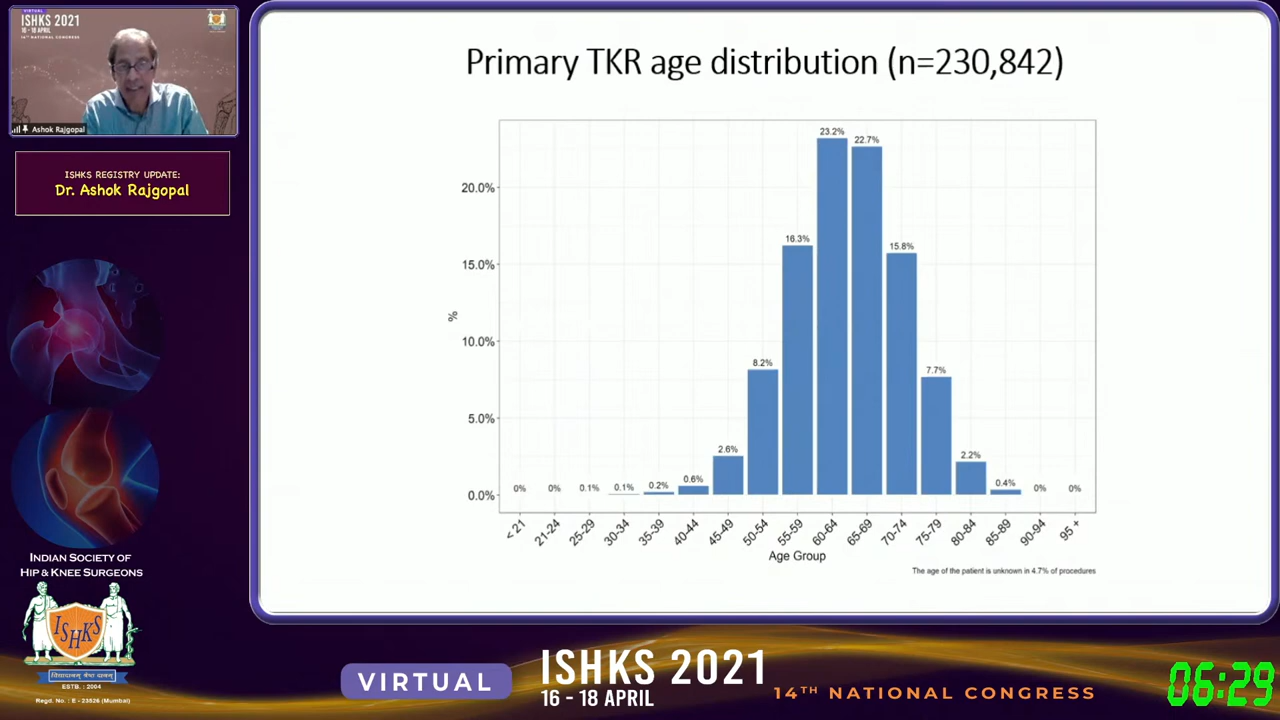 VIRTUAL
ISHKS 2021
16 - 18 APRIL
14TH NATIONAL CONGRESS
Ashok Rajgopal
ISHKS REGISTRY UPDATE:
Dr. Ashok Rajgopal
INDIAN SOCIETY OF
HIP & KNEE SURGEONS
ISHKS
ESTB. : 2004
Regd. No. : E - 23526 (Mumbai)
Primary TKR age distribution (n=230,842)
%
20.0%
15.0%
10.0%
5.0%
0.0%
0% 0% 0.1% 0.1% 0.2% 0.6% 2.6% 8.2% 16.3% 23.2% 22.7% 15.8% 7.7% 2.2% 0.4% 0% 0%
< 21 21-24 25-29 30-34 35-39 40-44 45-49 50-54 55-59 60-64 65-69 70-74 75-79 80-84 85-89 90-94 95 +
Age Group
The age of the patient is unknown in 4.7% of procedures
VIRTUAL
ISHKS 2021
16 - 18 APRIL
14TH NATIONAL CONGRESS
06:29